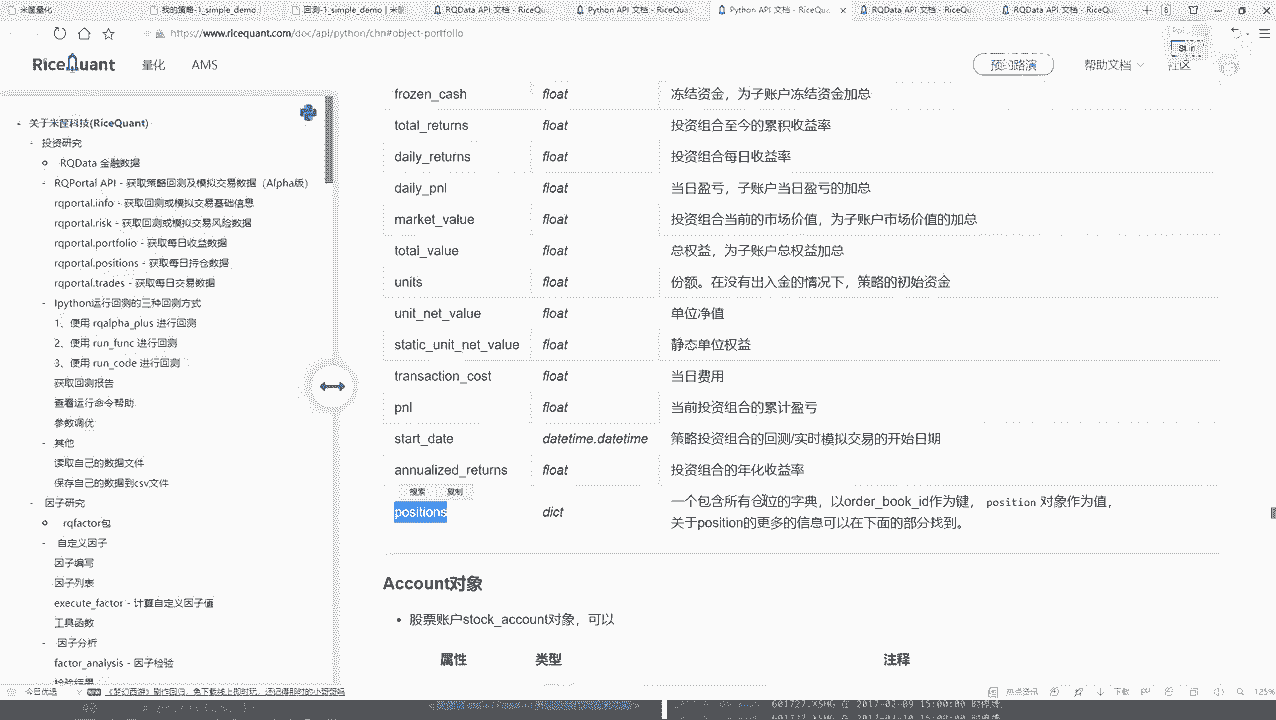 米筐量化
我的策略-1_simple_demo
回测-1_simple_demo | 米筐
RQData API 文档 - RiceQu
Python API 文档 - RiceQua
Python API 文档 - RiceQ
RQData API 文档 - RiceQu
RQData API 文档 - RiceQu
https://www.ricequant.com/doc/api/python/chn#object-portfolio
RiceQuant
量化
AMS
预约路演
帮助文档
社区
关于米筐科技(RiceQuant)
投资研究
RQData 金融数据
RQPortal API - 获取策略回测及模拟交易数据（Alpha版）
rqportal.info - 获取回测或模拟交易基础信息
rqportal.risk - 获取回测或模拟交易风险数据
rqportal.portfolio - 获取每日收益数据
rqportal.positions - 获取每日持仓数据
rqportal.trades - 获取每日交易数据
Ipython运行回测的三种回测方式
1、使用 rqalpha_plus 进行回测
2、使用 run_func 进行回测
3、使用 run_code 进行回测
获取回测报告
查看运行命令帮助
参数调优
其他
读取自己的数据文件
保存自己的数据到csv文件
因子研究
rqfactor包
自定义因子
因子编写
因子列表
execute_factor - 计算自定义因子值
工具函数
因子分析
factor_analysis - 因子检验
检验结果
frozen_cash float 冻结资金，为子账户冻结资金加总
total_returns float 投资组合至今的累积收益率
daily_returns float 投资组合每日收益率
daily_pnl float 当日盈亏，子账户当日盈亏的加总
market_value float 投资组合当前的市场价值，为子账户市场价值的加总
total_value float 总权益，为子账户总权益加总
units float 份额。在没有出入金的情况下，策略的初始资金
unit_net_value float 单位净值
static_unit_net_value float 静态单位权益
transaction_cost float 当日费用
pnl float 当前投资组合的累计盈亏
start_date datetime.datetime 策略投资组合的回测/实时模拟交易的开始日期
annualized_returns float 投资组合的年化收益率
搜索 复制
positions dict 一个包含所有仓位的字典，以order_book_id作为键， position 对象作为值，
关于position的更多的信息可以在下面的部分找到。
Account对象
股票账户stock_account对象，可以
属性 类型 注释
今日优选
热点资讯
下载
125%